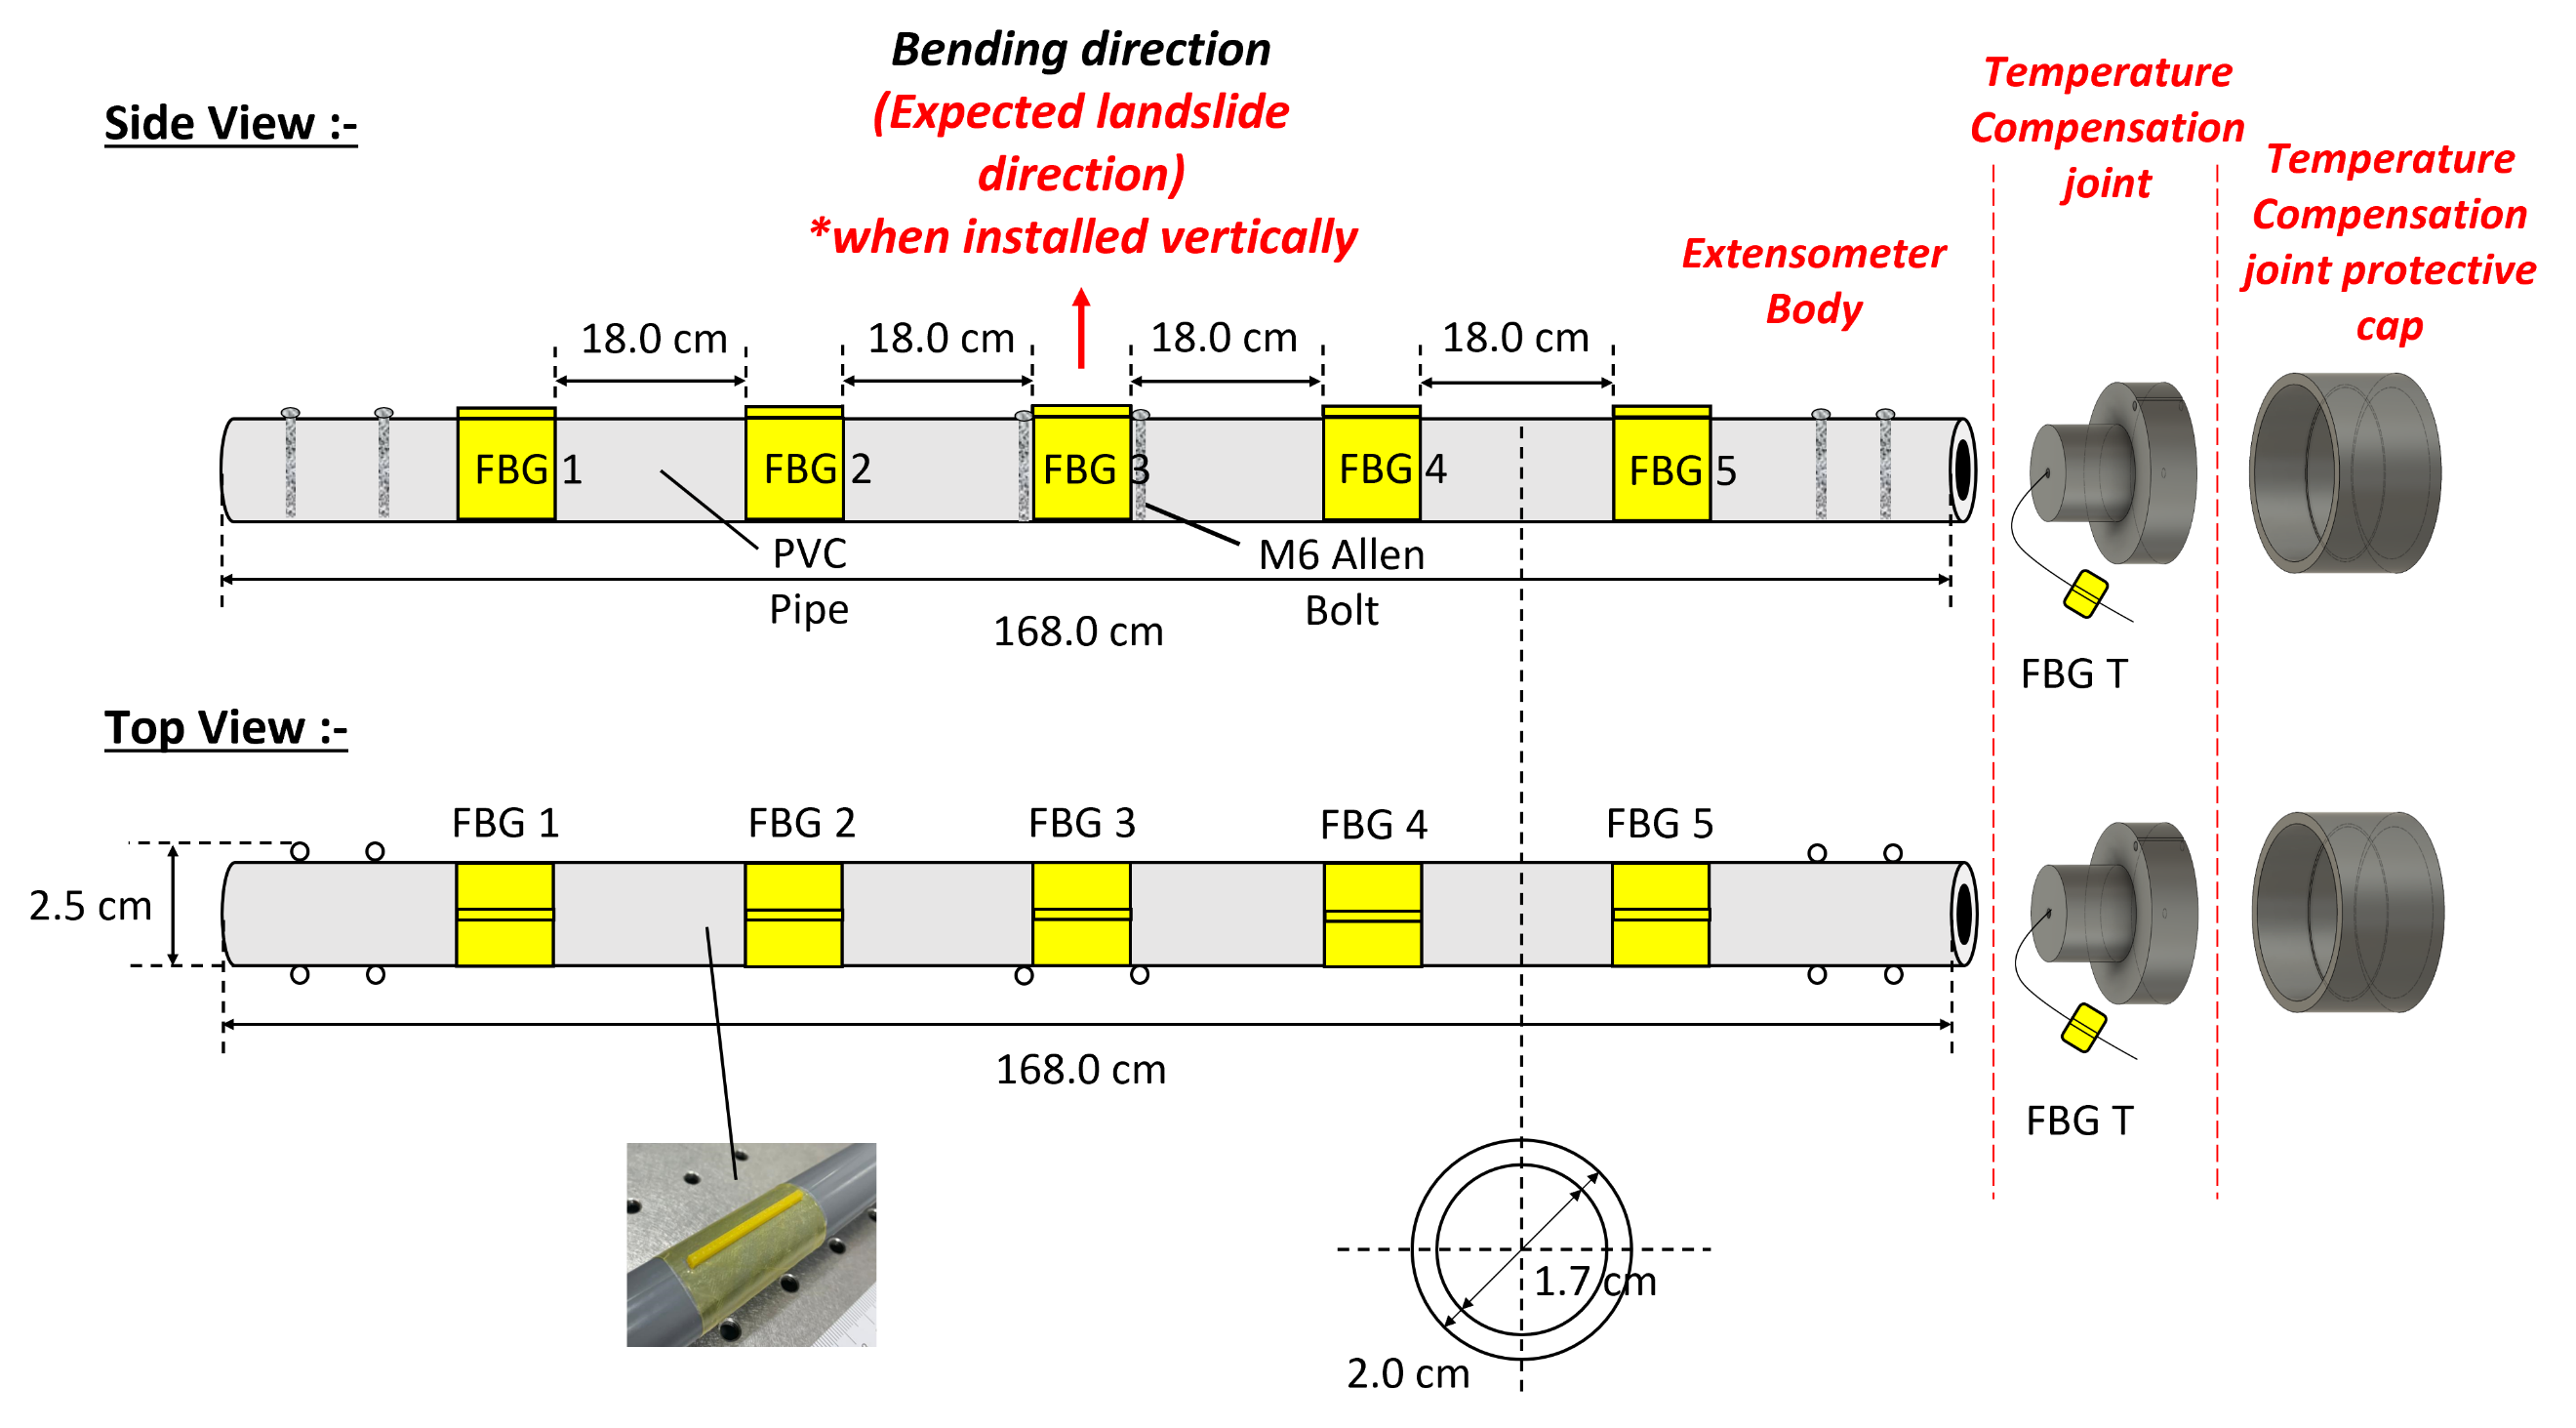 Side View :-
Bending direction
(Expected landslide
direction)
*when installed vertically
Temperature
Compensation
joint
Temperature
Compensation
joint protective
cap
Extensometer
Body
18.0 cm
18.0 cm
18.0 cm
18.0 cm
FBG 1
FBG 2
FBG 3
FBG 4
FBG 5
PVC
Pipe
M6 Allen
Bolt
168.0 cm
FBG T
Top View :-
FBG 1
FBG 2
FBG 3
FBG 4
FBG 5
2.5 cm
168.0 cm
FBG T
1.7 cm
2.0 cm